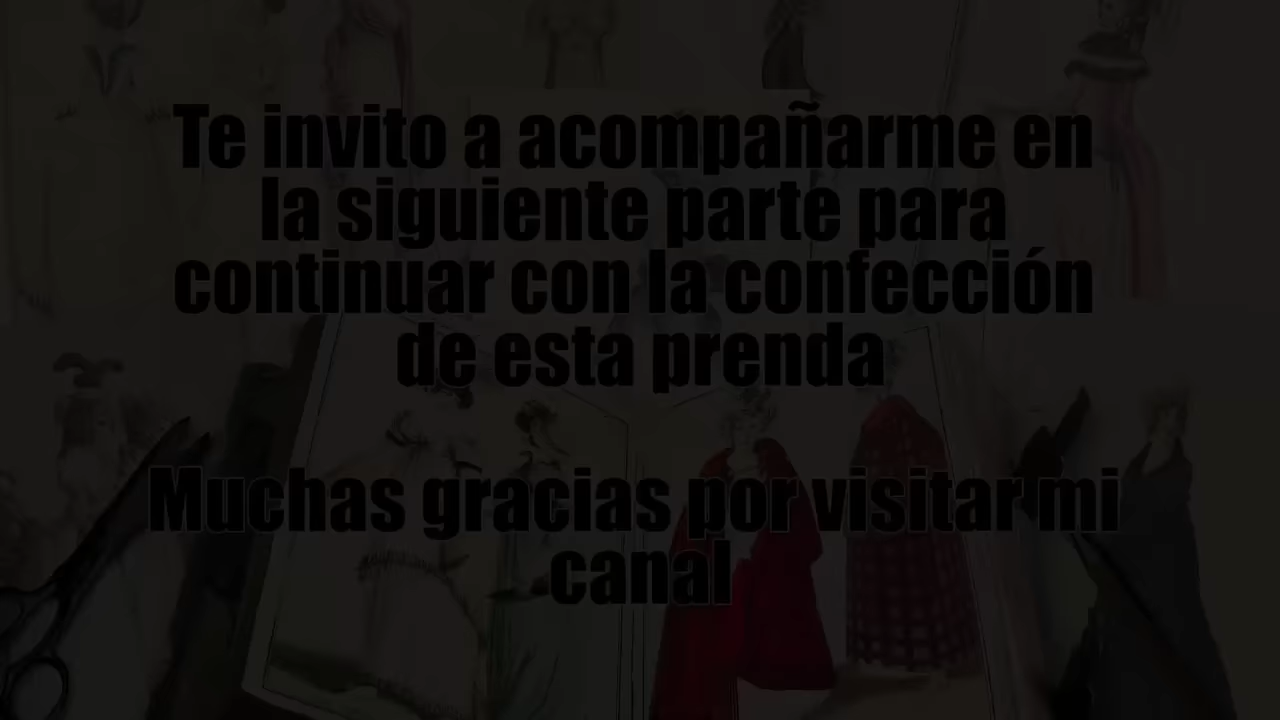 Te invito a acompañarme en
la siguiente parte para
continuar con la confección
de esta prenda
Muchas gracias por visitar mi
canal